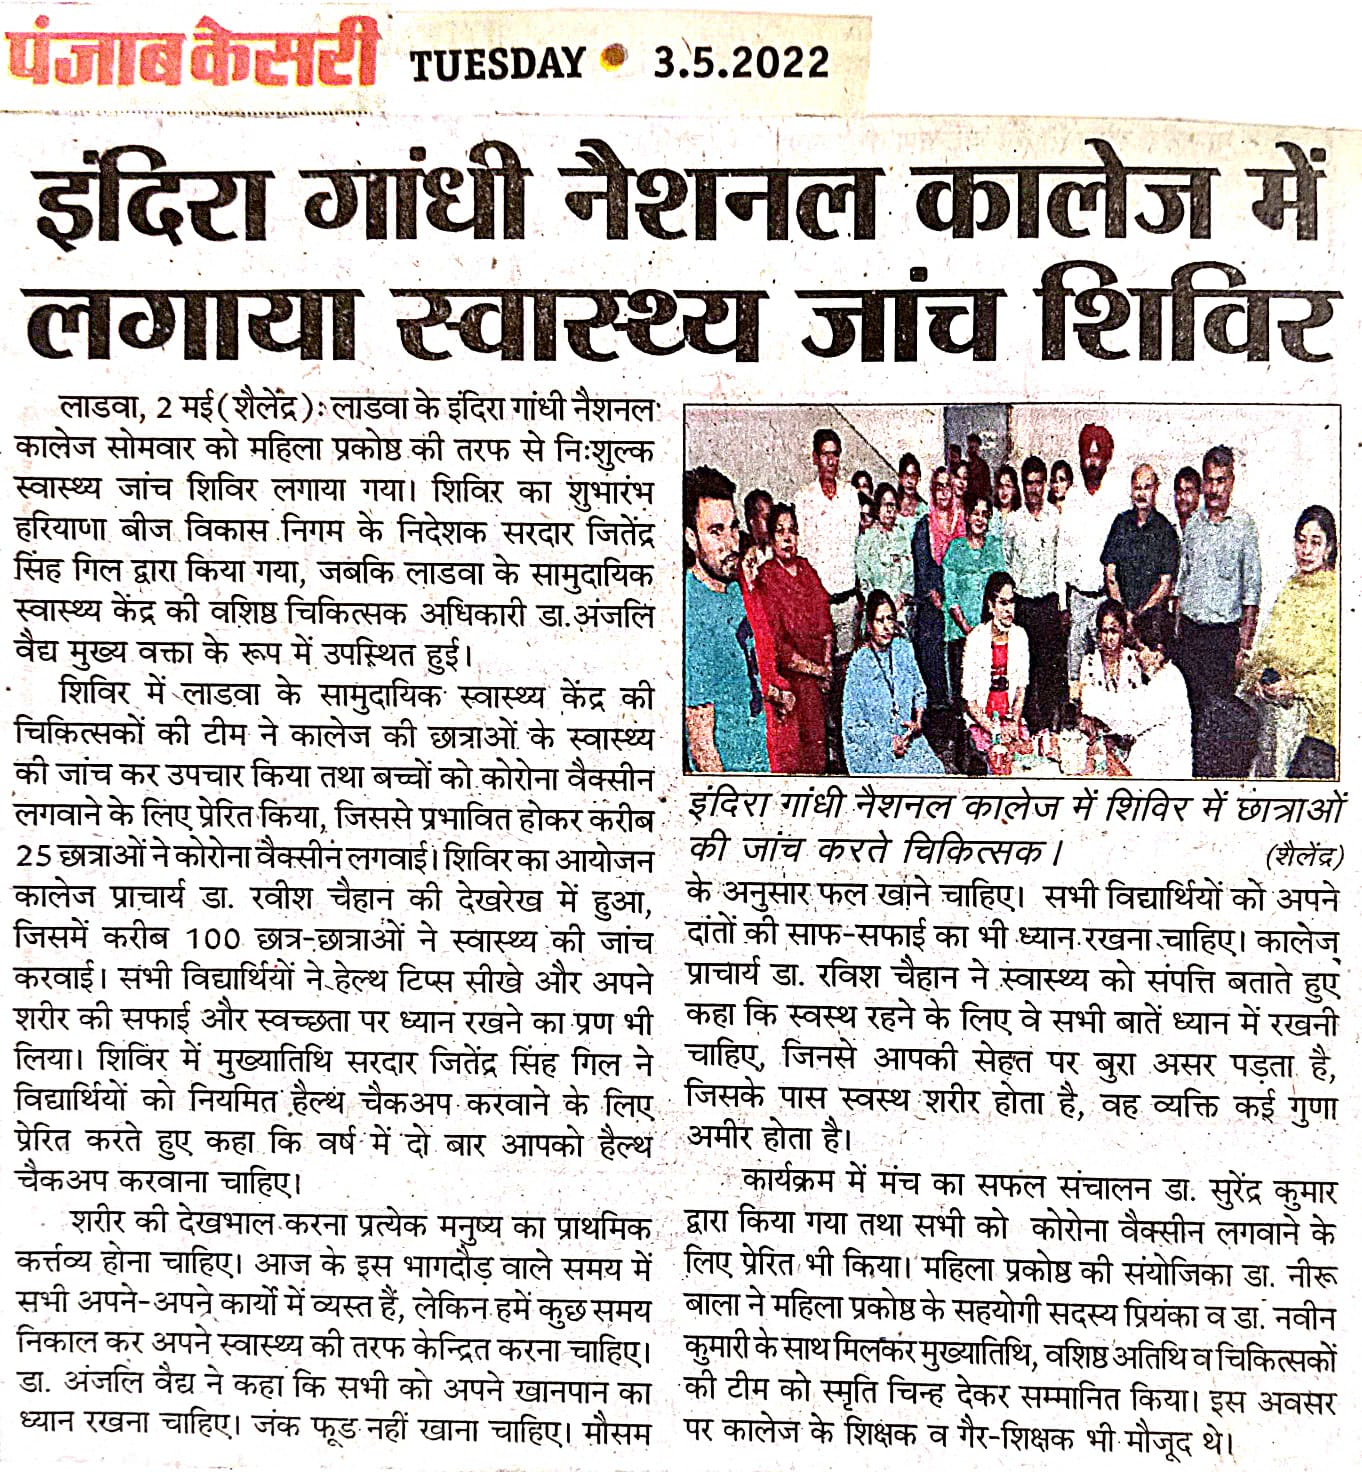 पंजाब केसरी TUESDAY • 3.5.2022
इंदिरा गांधी नैशनल कालेज में
लगाया स्वास्थ्य जांच शिविर
लाडवा, 2 मई (शैलेंद्र): लाडवा के इंदिरा गांधी नैशनल
कालेज सोमवार को महिला प्रकोष्ठ की तरफ से निःशुल्क
स्वास्थ्य जांच शिविर लगाया गया। शिविर का शुभारंभ
हरियाणा बीज विकास निगम के निदेशक सरदार जितेंद्र
सिंह गिल द्वारा किया गया, जबकि लाडवा के सामुदायिक
स्वास्थ्य केंद्र की वशिष्ठ चिकित्सक अधिकारी डा.अंजलि
वैद्य मुख्य वक्ता के रूप में उपस्थित हुई।
शिविर में लाडवा के सामुदायिक स्वास्थ्य केंद्र की
चिकित्सकों की टीम ने कालेज की छात्राओं के स्वास्थ्य
की जांच कर उपचार किया तथा बच्चों को कोरोना वैक्सीन
लगवाने के लिए प्रेरित किया, जिससे प्रभावित होकर करीब
25 छात्राओं ने कोरोना वैक्सीन लगवाई। शिविर का आयोजन
कालेज प्राचार्य डा. रवीश चैहान की देखरेख में हुआ,
जिसमें करीब 100 छात्र-छात्राओं ने स्वास्थ्य की जांच
करवाई। सभी विद्यार्थियों ने हेल्थ टिप्स सीखे और अपने
शरीर की सफाई और स्वच्छता पर ध्यान रखने का प्रण भी
लिया। शिविर में मुख्यातिथि सरदार जितेंद्र सिंह गिल ने
विद्यार्थियों को नियमित हैल्थ चैकअप करवाने के लिए
प्रेरित करते हुए कहा कि वर्ष में दो बार आपको हैल्थ
चैकअप करवाना चाहिए।
शरीर की देखभाल करना प्रत्येक मनुष्य का प्राथमिक
कर्त्तव्य होना चाहिए। आज के इस भागदौड़ वाले समय में
सभी अपने-अपने कार्यो में व्यस्त हैं, लेकिन हमें कुछ समय
निकाल कर अपने स्वास्थ्य की तरफ केन्द्रित करना चाहिए।
डा. अंजलि वैद्य ने कहा कि सभी को अपने खानपान का
ध्यान रखना चाहिए। जंक फूड नहीं खाना चाहिए। मौसम
इंदिरा गांधी नैशनल कालेज में शिविर में छात्राओं
की जांच करते चिकित्सक। (शैलेंद्र)
के अनुसार फल खाने चाहिए। सभी विद्यार्थियों को अपने
दांतों की साफ-सफाई का भी ध्यान रखना चाहिए। कालेज
प्राचार्य डा. रविश चैहान ने स्वास्थ्य को संपत्ति बताते हुए
कहा कि स्वस्थ रहने के लिए वे सभी बातें ध्यान में रखनी
चाहिए, जिनसे आपकी सेहत पर बुरा असर पड़ता है,
जिसके पास स्वस्थ शरीर होता है, वह व्यक्ति कई गुणा
अमीर होता है।
कार्यक्रम में मंच का सफल संचालन डा. सुरेंद्र कुमार
द्वारा किया गया तथा सभी को कोरोना वैक्सीन लगवाने के
लिए प्रेरित भी किया। महिला प्रकोष्ठ की संयोजिका डा. नीरू
बाला ने महिला प्रकोष्ठ के सहयोगी सदस्य प्रियंका व डा. नवीन
कुमारी के साथ मिलकर मुख्यातिथि, वशिष्ठ अतिथि व चिकित्सकों
की टीम को स्मृति चिन्ह देकर सम्मानित किया। इस अवसर
पर कालेज के शिक्षक व गैर-शिक्षक भी मौजूद थे।